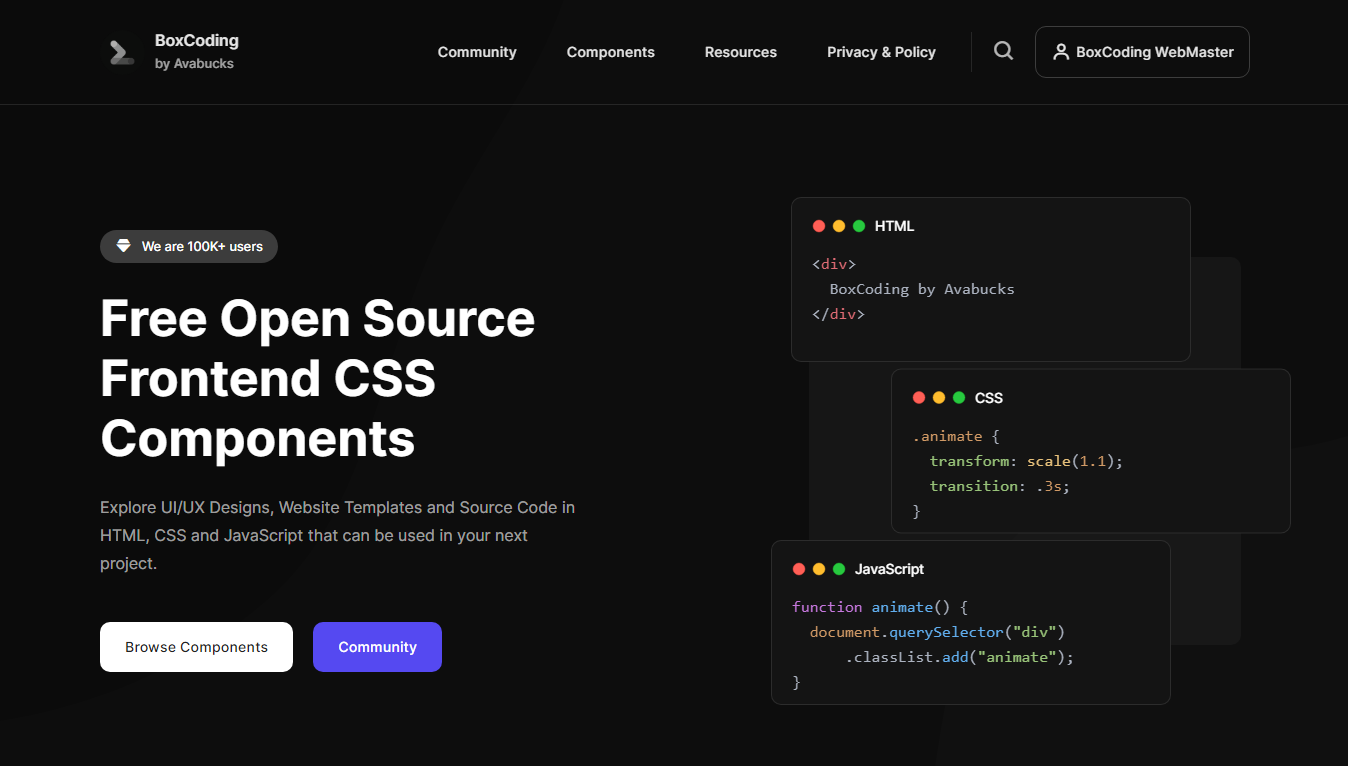 BoxCoding
by Avabucks
Community
Components
Resources
Privacy & Policy
BoxCoding WebMaster
We are 100K+ users
Free Open Source
Frontend CSS
Components
Explore UI/UX Designs, Website Templates and Source Code in
HTML, CSS and JavaScript that can be used in your next
project.
Browse Components
Community
HTML
<div>
BoxCoding by Avabucks
</div>
CSS
.animate {
transform: scale(1.1);
transition: .3s;
}
JavaScript
function animate() {
document.querySelector("div")
.classList.add("animate");
}